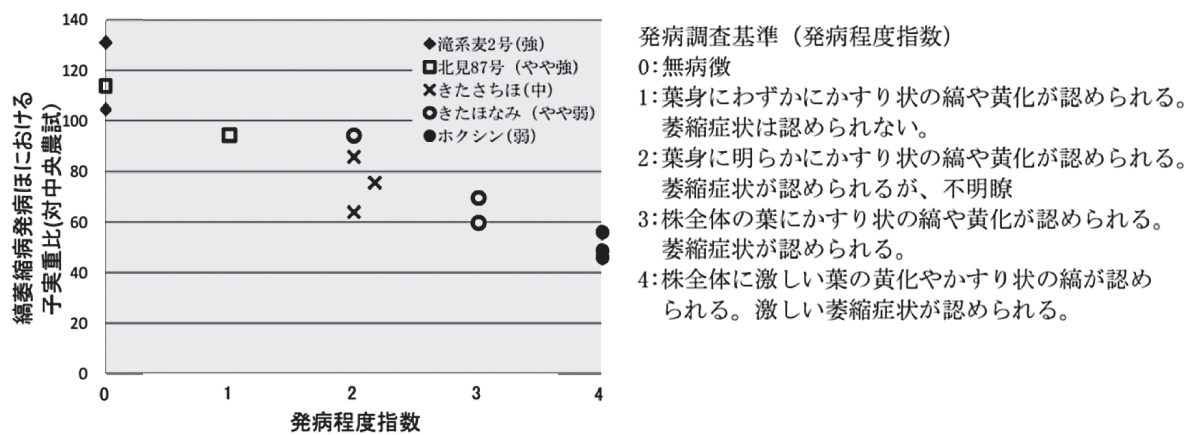 縞萎縮病発病ほにおける
子実重比(対中央農試)
140
120
100
80
60
40
20
0
0 1 2 3 4
発病程度指数
◆滝系麦2号(強)
□北見87号（やや強）
×きたさちほ(中)
○きたほなみ（やや弱）
●ホクシン(弱)
発病調査基準（発病程度指数）
0：無病徴
1：葉身にわずかにかすり状の縞や黄化が認められる。
萎縮症状は認められない。
2：葉身に明らかにかすり状の縞や黄化が認められる。
萎縮症状が認められるが、不明瞭
3：株全体の葉にかすり状の縞や黄化が認められる。
萎縮症状が認められる。
4：株全体に激しい葉の黄化やかすり状の縞が認め
られる。激しい萎縮症状が認められる。